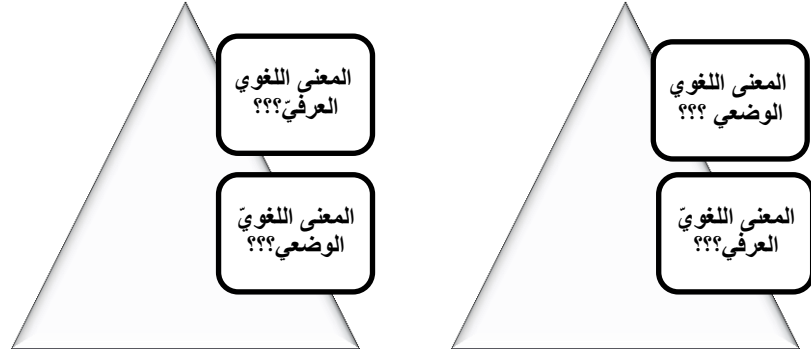 المعنى اللغوي
الوضعي ؟؟؟
المعنى اللغويّ
العرفي؟؟؟
المعنى اللغوي
العرفيّ؟؟؟
المعنى اللغويّ
الوضعي؟؟؟